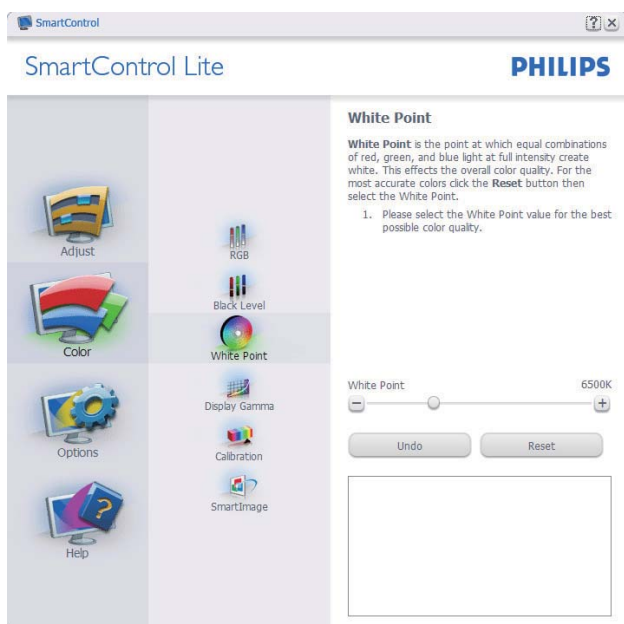 SmartControl
SmartControl Lite
PHILIPS
Adjust
Color
Options
Help
RGB
Black Level
White Point
Display Gamma
Calibration
SmartImage
White Point
White Point is the point at which equal combinations
of red, green, and blue light at full intensity create
white. This effects the overall color quality. For the
most accurate colors click the Reset button then
select the White Point.
1. Please select the White Point value for the best
possible color quality.
White Point 6500K
Undo Reset